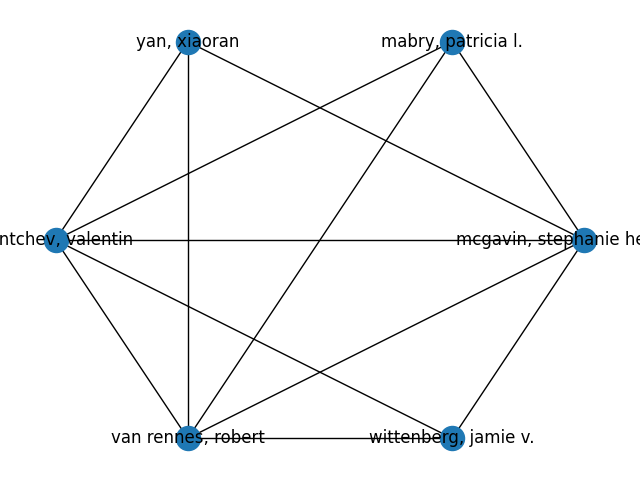 yan, xiaoran
mabry, patricia l.
ntchev, valentin
mcgavin, stephanie he
van rennes, robert
wittenberg, jamie v.